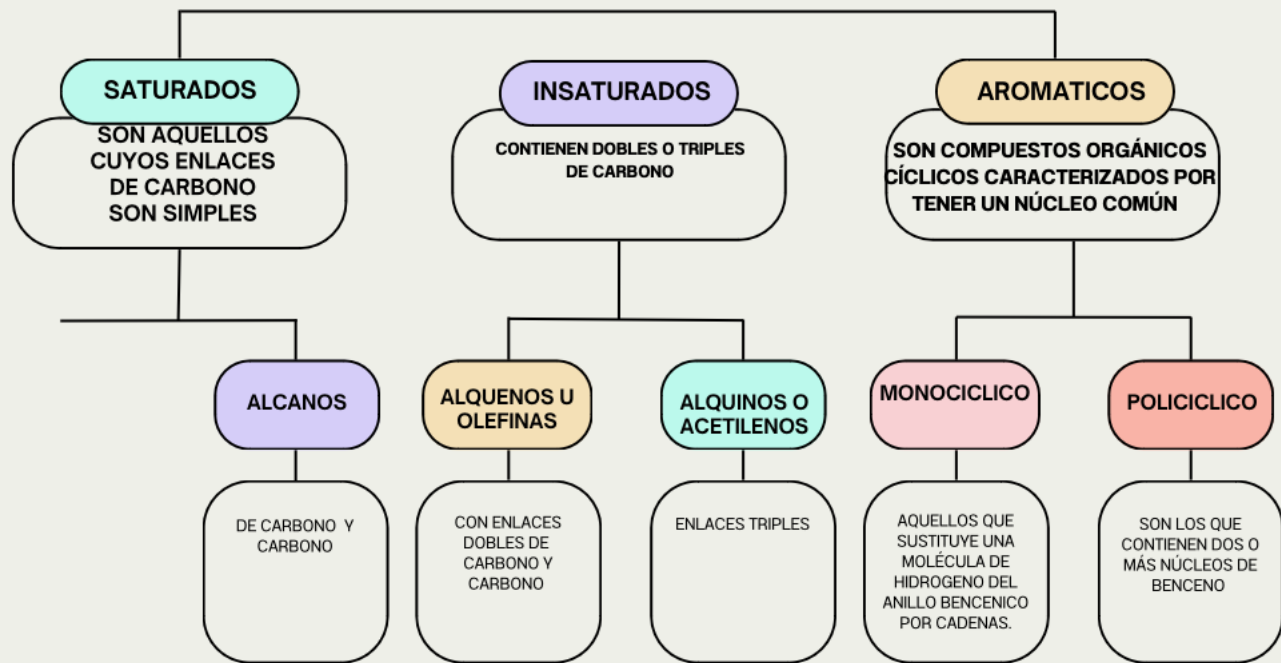 SATURADOS
SON AQUELLOS
CUYOS ENLACES
DE CARBONO
SON SIMPLES
INSATURADOS
CONTIENEN DOBLES O TRIPLES
DE CARBONO
AROMATICOS
SON COMPUESTOS ORGÁNICOS
CÍCLICOS CARACTERIZADOS POR
TENER UN NÚCLEO COMÚN
ALCANOS
DE CARBONO Y
CARBONO
ALQUENOS U
OLEFINAS
CON ENLACES
DOBLES DE
CARBONO Y
CARBONO
ALQUINOS O
ACETILENOS
ENLACES TRIPLES
MONOCICLICO
AQUELLOS QUE
SUSTITUYE UNA
MOLÉCULA DE
HIDROGENO DEL
ANILLO BENCENICO
POR CADENAS.
POLICICLICO
SON LOS QUE
CONTIENEN DOS O
MÁS NÚCLEOS DE
BENCENO